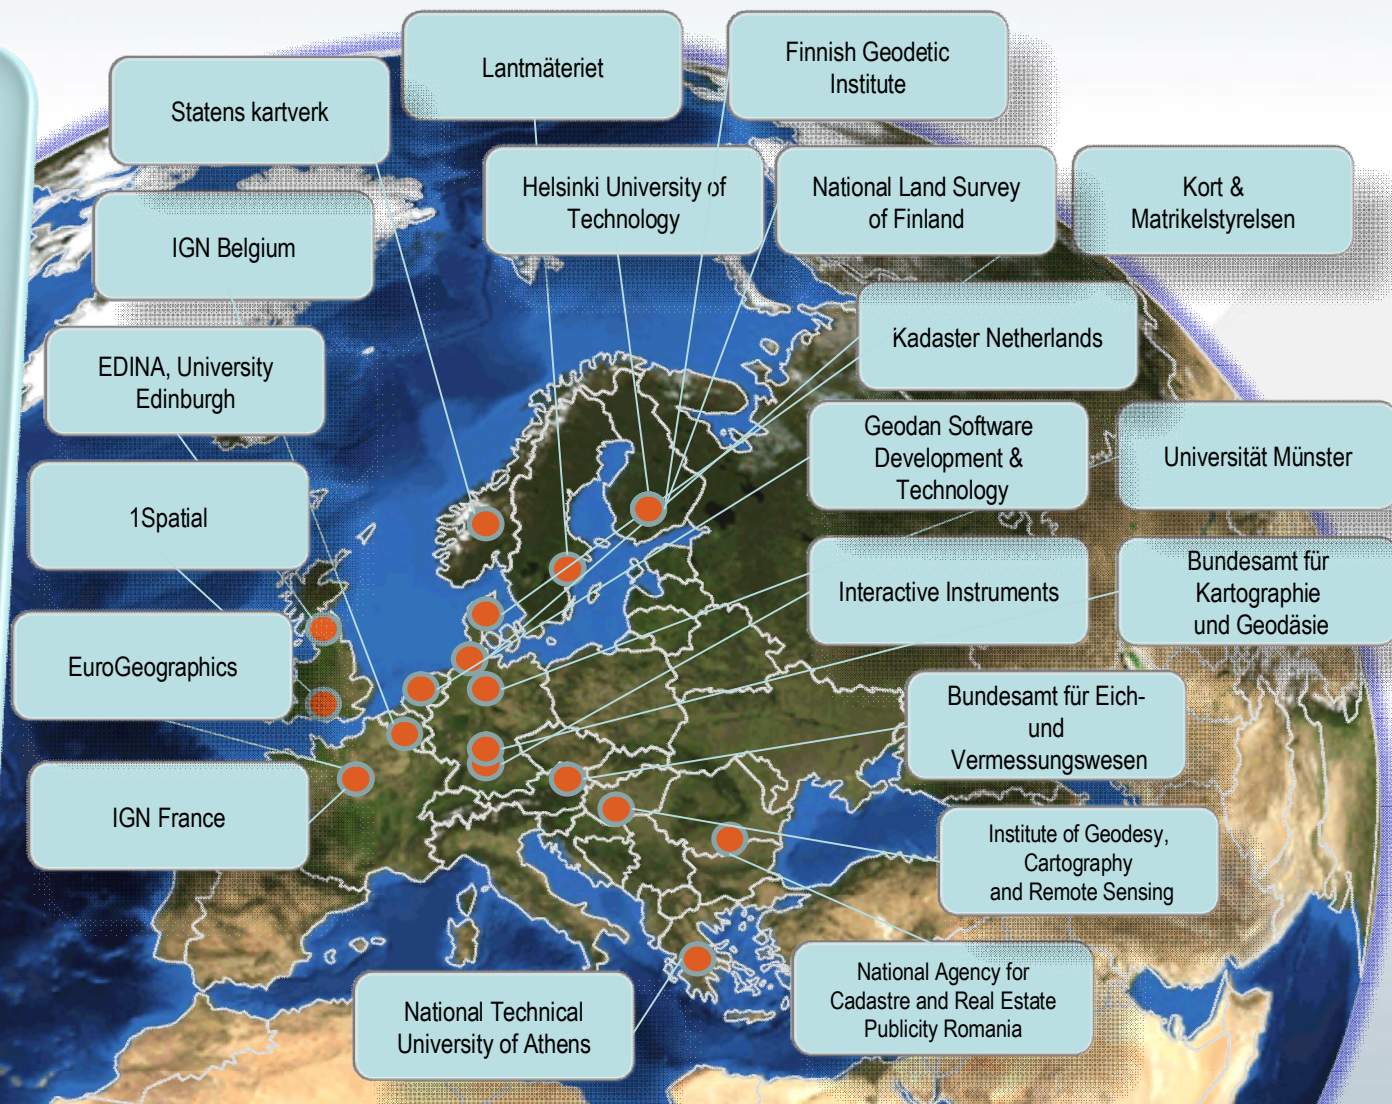 Lantmäteriet
Finnish Geodetic
Institute
Statens kartverk
Helsinki University of
Technology
National Land Survey
of Finland
Kort &
Matrikelstyrelsen
IGN Belgium
Kadaster Netherlands
EDINA, University
Edinburgh
Geodan Software
Development &
Technology
Universität Münster
1Spatial
Interactive Instruments
Bundesamt für
Kartographie
und Geodäsie
EuroGeographics
Bundesamt für Eich-
und
Vermessungswesen
IGN France
Institute of Geodesy,
Cartography
and Remote Sensing
National Technical
University of Athens
National Agency for
Cadastre and Real Estate
Publicity Romania